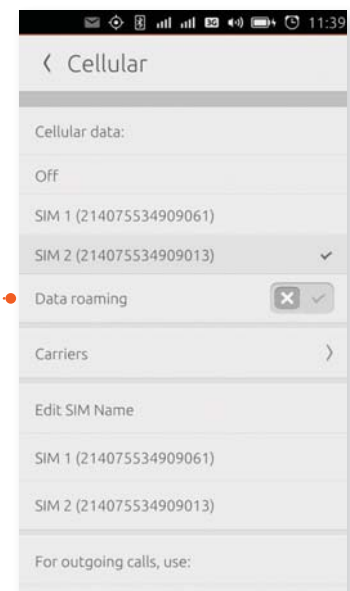 3G 11:39
Cellular
Cellular data:
Off
SIM 1 (214075534909061)
SIM 2 (214075534909013)
Data roaming
Carriers
Edit SIM Name
SIM 1 (214075534909061)
SIM 2 (214075534909013)
For outgoing calls, use: